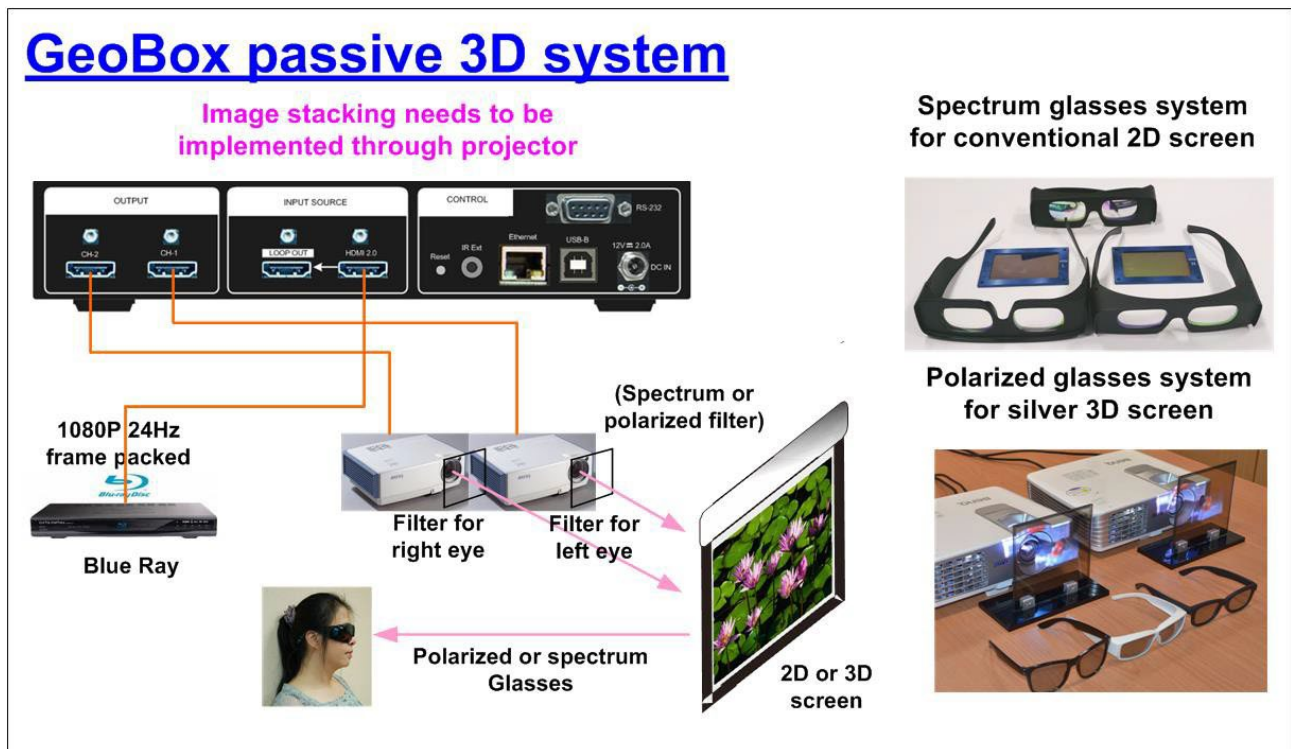 GeoBox passive 3D system
Image stacking needs to be
implemented through projector
OUTPUT
CH-2
CH-1
INPUT SOURCE
LOOP OUT
HDMI 2.0
CONTROL
RS-232
Reset
IR Ext
Ethernet
USB-B
12V⎓2.0A
DC IN
1080P 24Hz
frame packed
Blu-rayDisc
Blue Ray
Filter for
right eye
Filter for
left eye
(Spectrum or
polarized filter)
Polarized or spectrum
Glasses
2D or 3D
screen
Spectrum glasses system
for conventional 2D screen
Polarized glasses system
for silver 3D screen
BenQ